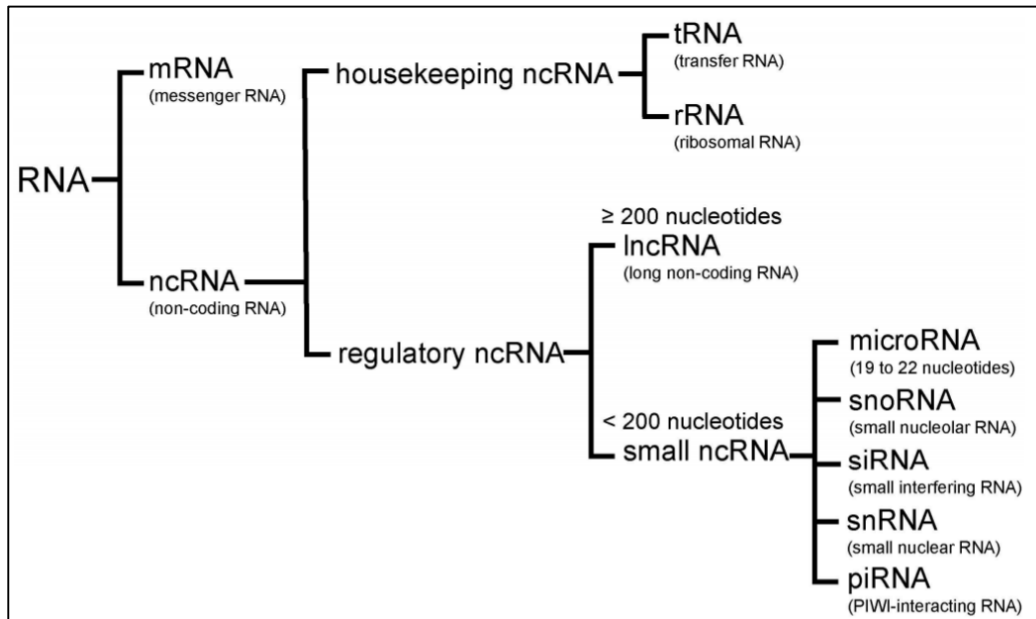 RNA
mRNA
(messenger RNA)
ncRNA
(non-coding RNA)
housekeeping ncRNA
tRNA
(transfer RNA)
rRNA
(ribosomal RNA)
regulatory ncRNA
≥ 200 nucleotides
lncRNA
(long non-coding RNA)
< 200 nucleotides
small ncRNA
microRNA
(19 to 22 nucleotides)
snoRNA
(small nucleolar RNA)
siRNA
(small interfering RNA)
snRNA
(small nuclear RNA)
piRNA
(PIWI-interacting RNA)